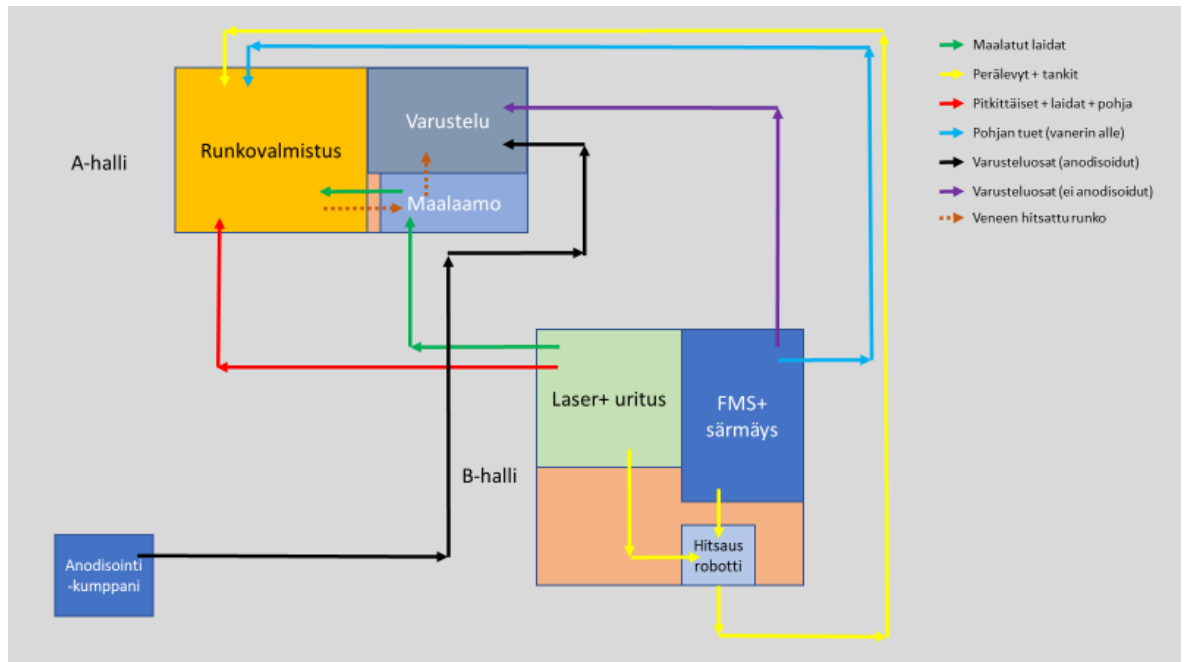 Maalatut laidat
Perälevyt + tankit
Pitkittäiset + laidat + pohja
Pohjan tuet (vanerin alle)
Varusteluosat (anodisoidut)
Varusteluosat (ei anodisoidut)
Veneen hitsattu runko
A-halli
Runkovalmistus
Varustelu
Maalaamo
B-halli
Laser+ uritus
FMS+
särmäys
Hitsaus
robotti
Anodisointi
-kumppani